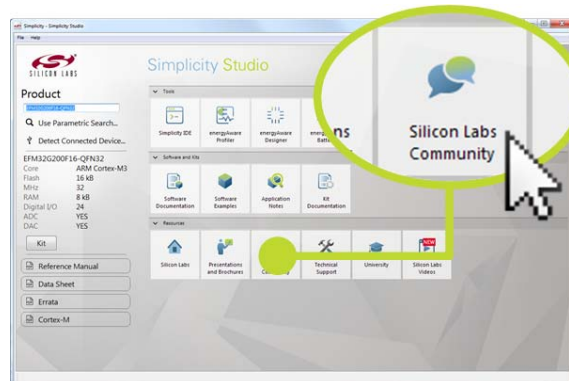 Simplicity - Simplicity Studio
File Help
SILICON LABS
Simplicity Studio
Product
Use Parametric Search...
Detect Connected Device...
EFM32G200F16-QFN32
Core ARM Cortex-M3
Flash 16 kB
MHz 32
RAM 8 kB
Digital I/O 24
ADC YES
DAC YES
Kit
Reference Manual
Data Sheet
Errata
Cortex-M
Tools
Simplicity IDE
energyAware
Profiler
energyAware
Designer
Software and Kits
Software
Documentation
Software
Examples
Application
Notes
Kit
Documentation
Resources
Silicon Labs
Presentations
and Brochures
Technical
Support
University
NEW
Silicon Labs
Videos
Silicon Labs
Community